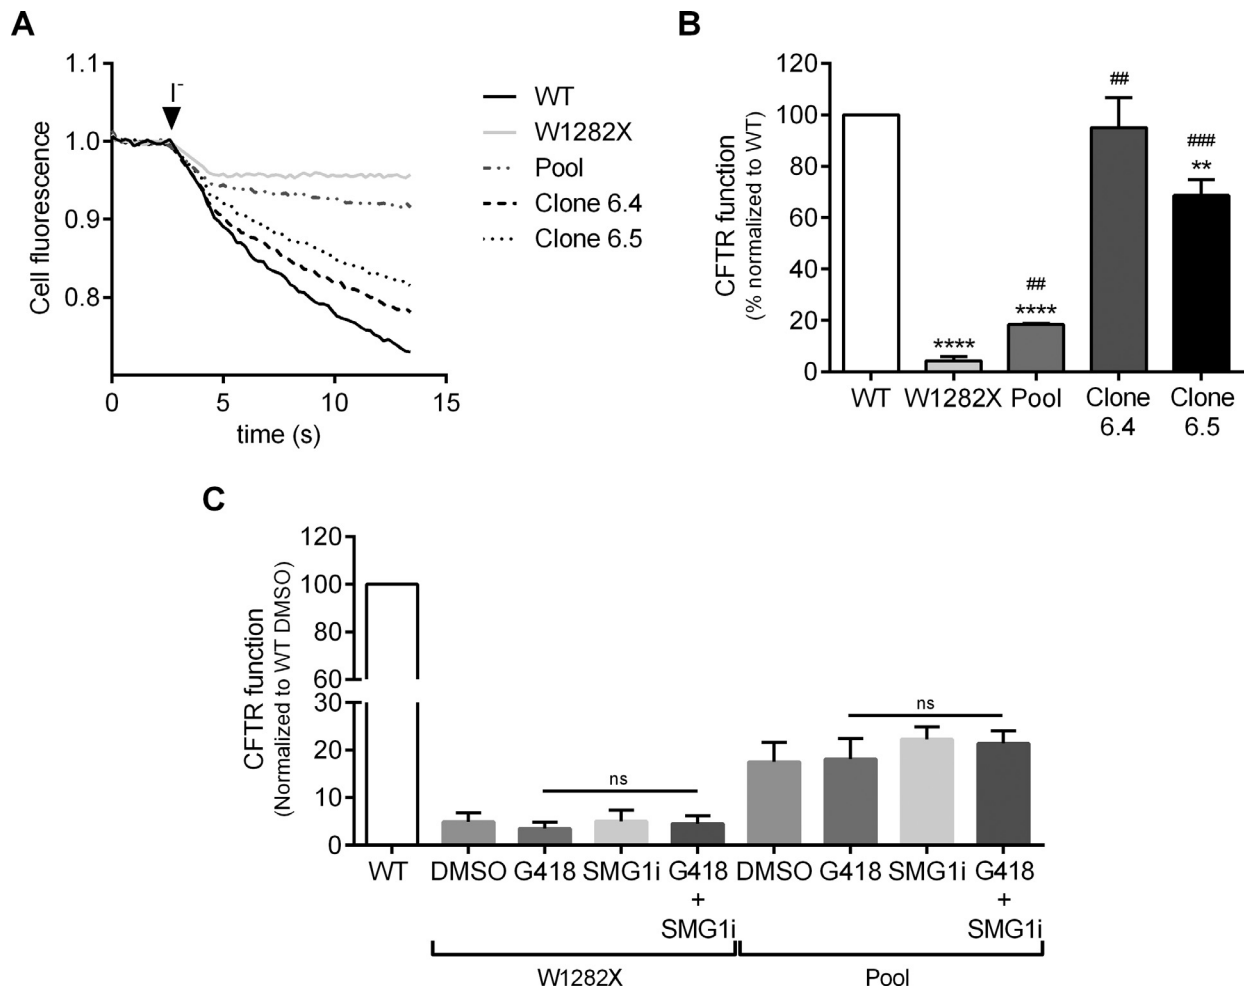 A
1.1
1.0
0.9
0.8
0
5
10
15
Cell fluorescence
time (s)
I-
WT
W1282X
Pool
Clone 6.4
Clone 6.5
B
CFTR function
(% normalized to WT)
120
100
80
60
40
20
0
****
##
****
##
###
**
WT
W1282X
Pool
Clone
6.4
Clone
6.5
C
CFTR function
(Normalized to WT DMSO)
120
100
80
60
30
20
10
0
ns
ns
WT
DMSO
G418
SMG1i
G418
+
SMG1i
DMSO
G418
SMG1i
G418
+
SMG1i
W1282X
Pool